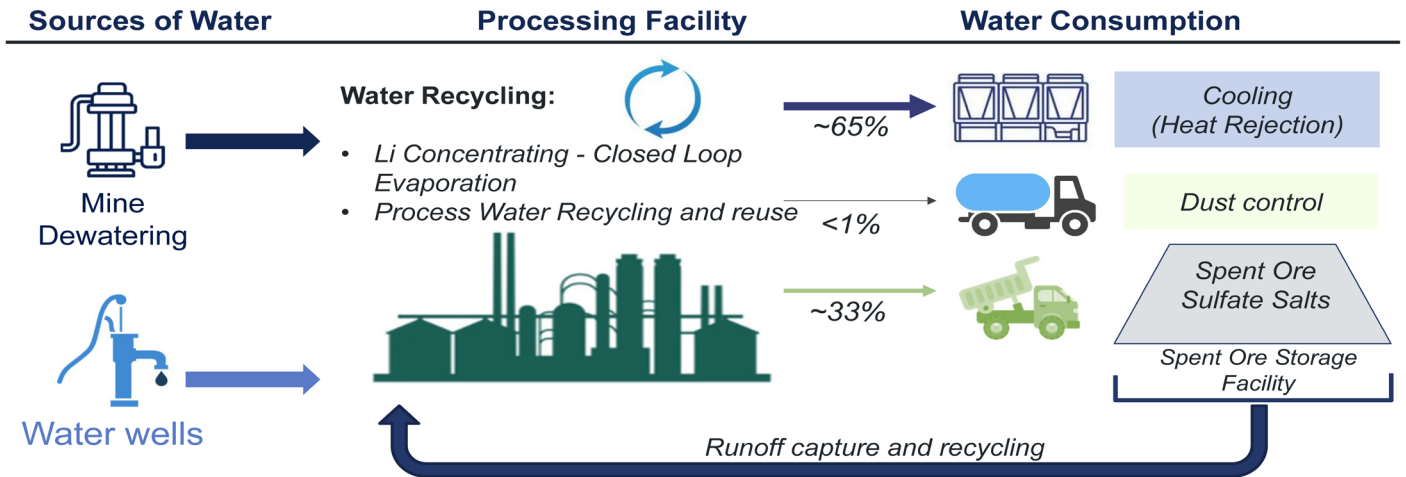 Sources of Water
Processing Facility
Water Consumption
Mine
Dewatering
Water wells
Water Recycling:
• Li Concentrating - Closed Loop
Evaporation
• Process Water Recycling and reuse
~65%
<1%
~33%
Cooling
(Heat Rejection)
Dust control
Spent Ore
Sulfate Salts
Spent Ore Storage
Facility
Runoff capture and recycling